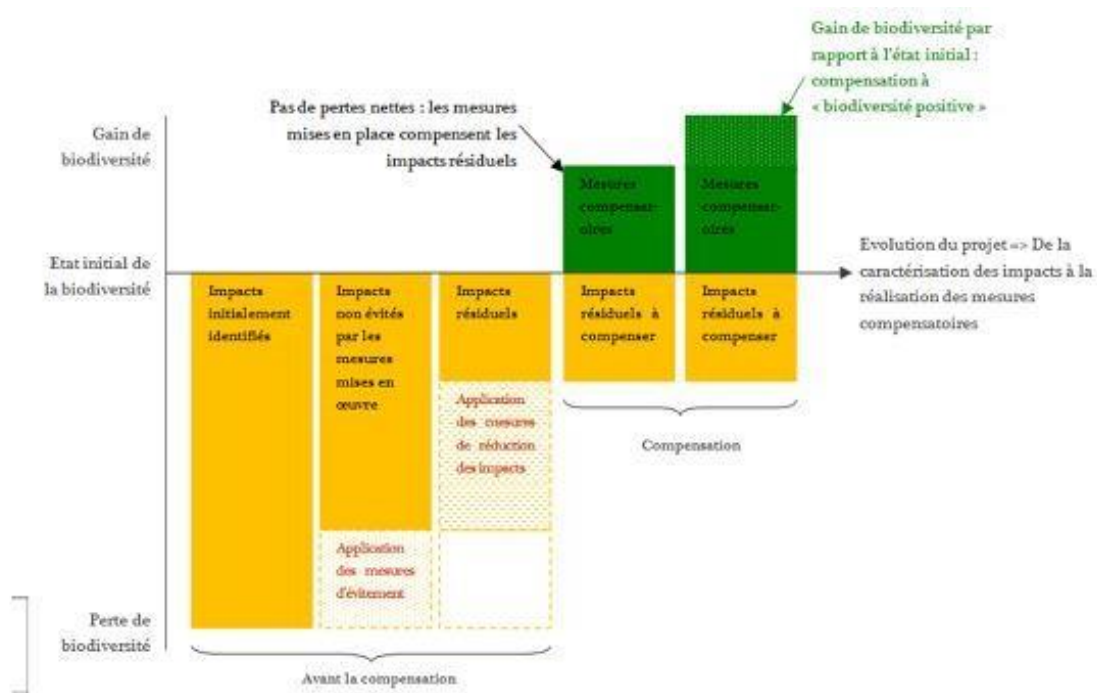 Gain de biodiversité par
rapport à l'état initial :
compensation à
« biodiversité positive »
Pas de pertes nettes : les mesures
mises en place compensent les
impacts résiduels
Gain de
biodiversité
Mesures
compensat-
oires
Mesures
compensat-
oires
Etat initial de
la biodiversité
Evolution du projet => De la
caractérisation des impacts à la
réalisation des mesures
compensatoires
Impacts
initialement
identifiés
Impacts
non évités
par les
mesures
mises en
œuvre
Impacts
résiduels
Impacts
résiduels à
compenser
Impacts
résiduels à
compenser
Application
des mesures
de réduction
des impacts
Compensation
Application
des mesures
d'évitement
Perte de
biodiversité
Avant la compensation